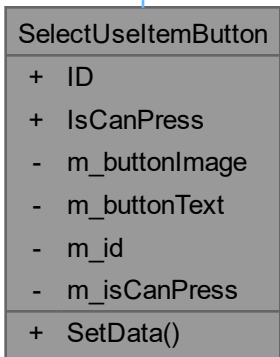 SelectUseItemButton
+ ID
+ IsCanPress
- m_buttonImage
- m_buttonText
- m_id
- m_isCanPress
+ SetData()